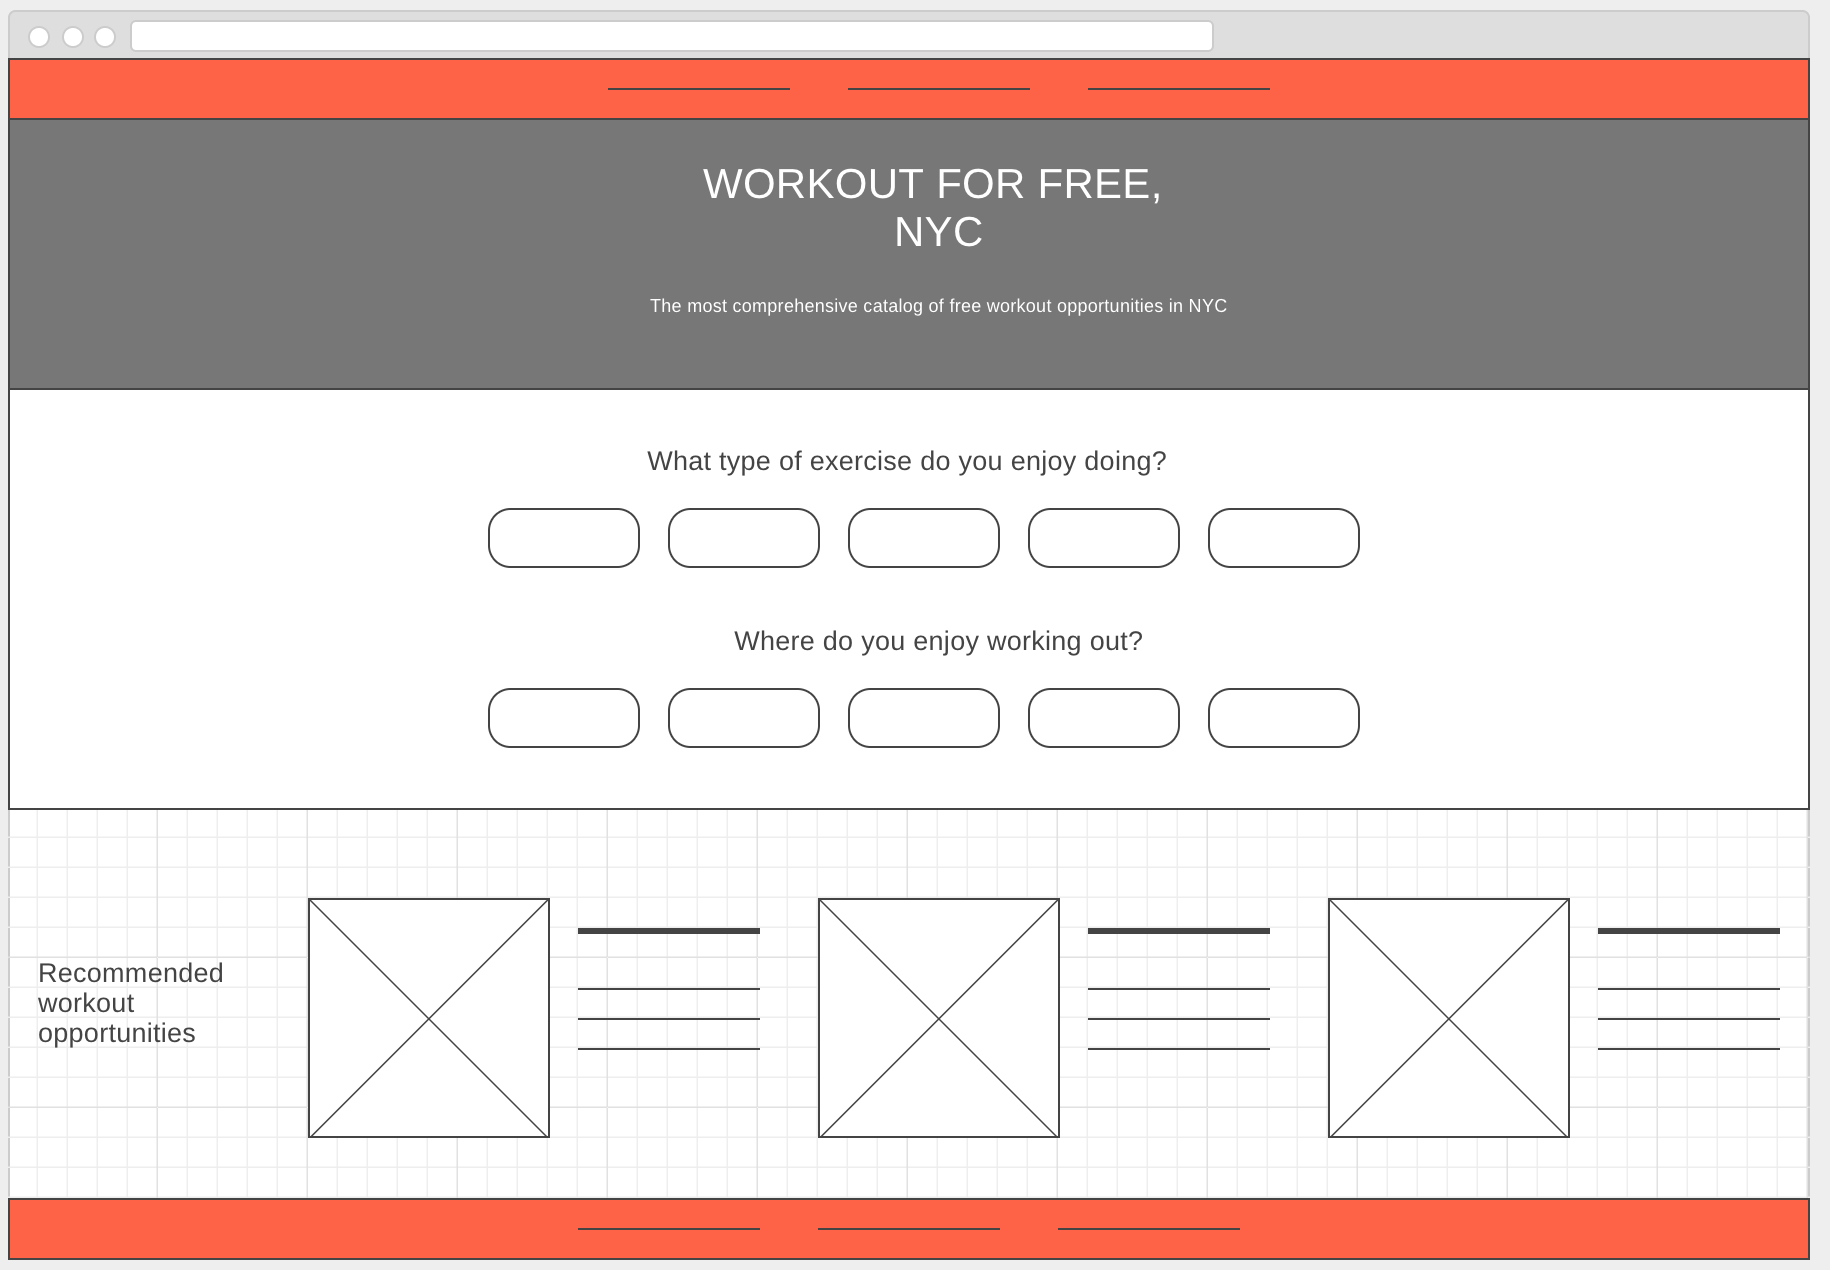 WORKOUT FOR FREE,
NYC
The most comprehensive catalog of free workout opportunities in NYC
What type of exercise do you enjoy doing?
Where do you enjoy working out?
Recommended
workout
opportunities